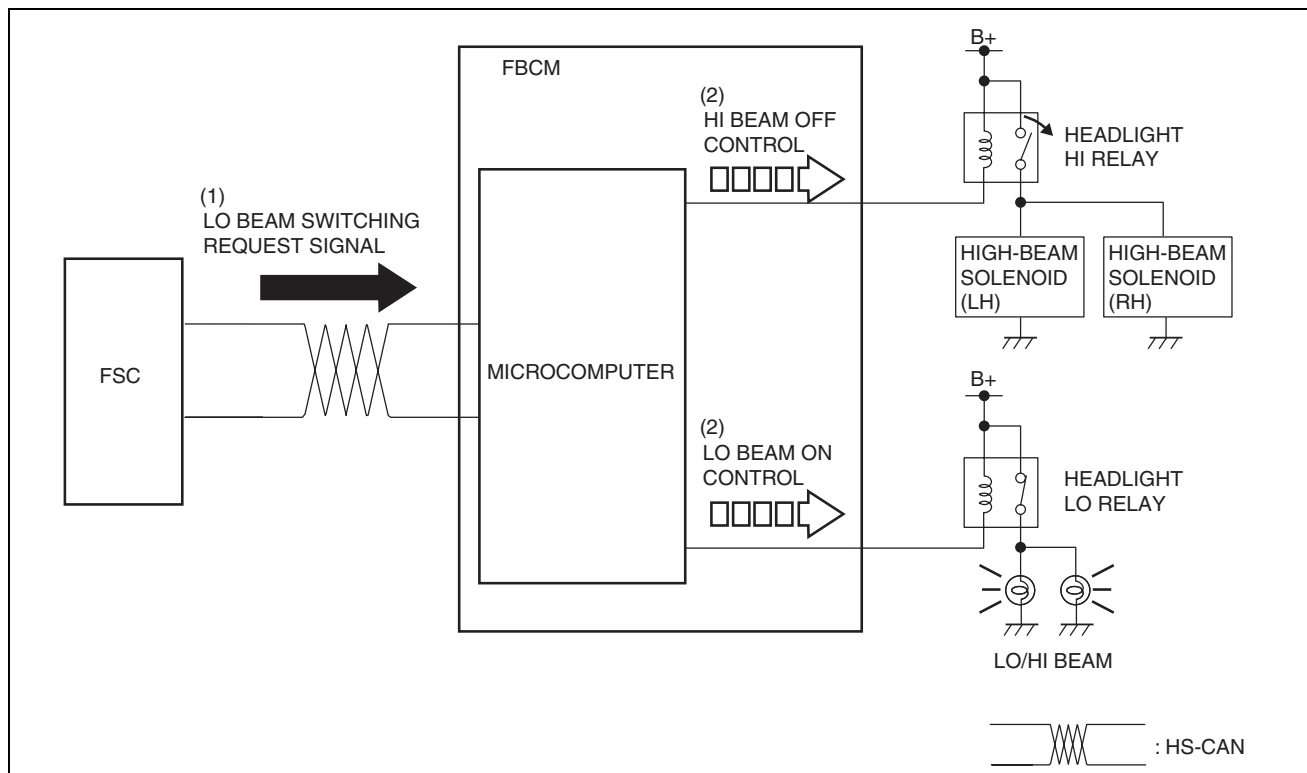 B+
FBCM
(2)
HI BEAM OFF
CONTROL
HEADLIGHT
HI RELAY
(1)
LO BEAM SWITCHING
REQUEST SIGNAL
HIGH-BEAM
SOLENOID
(LH)
HIGH-BEAM
SOLENOID
(RH)
FSC
MICROCOMPUTER
B+
(2)
LO BEAM ON
CONTROL
HEADLIGHT
LO RELAY
LO/HI BEAM
: HS-CAN